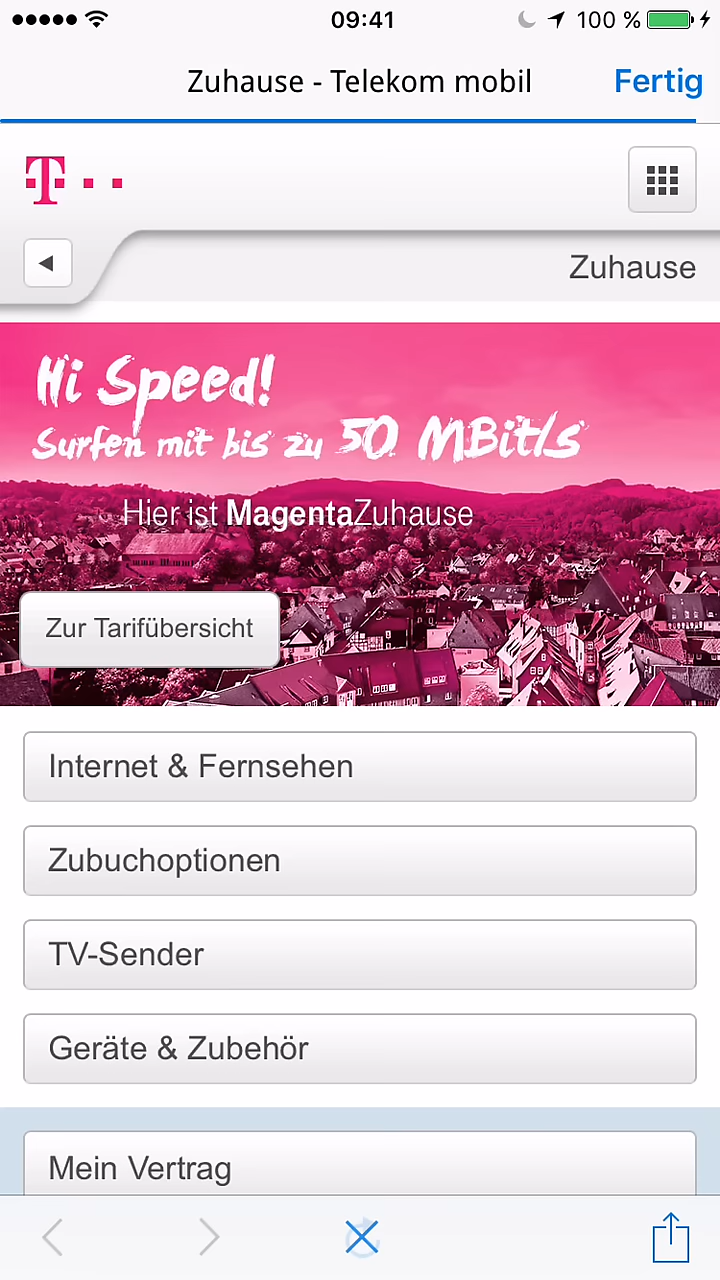 09:41
100 %
Zuhause - Telekom mobil
Fertig
T
Zuhause
Hi Speed!
Surfen mit bis zu 50 MBit/s
Hier ist MagentaZuhause
Zur Tarifübersicht
Internet & Fernsehen
Zubuchoptionen
TV-Sender
Geräte & Zubehör
Mein Vertrag